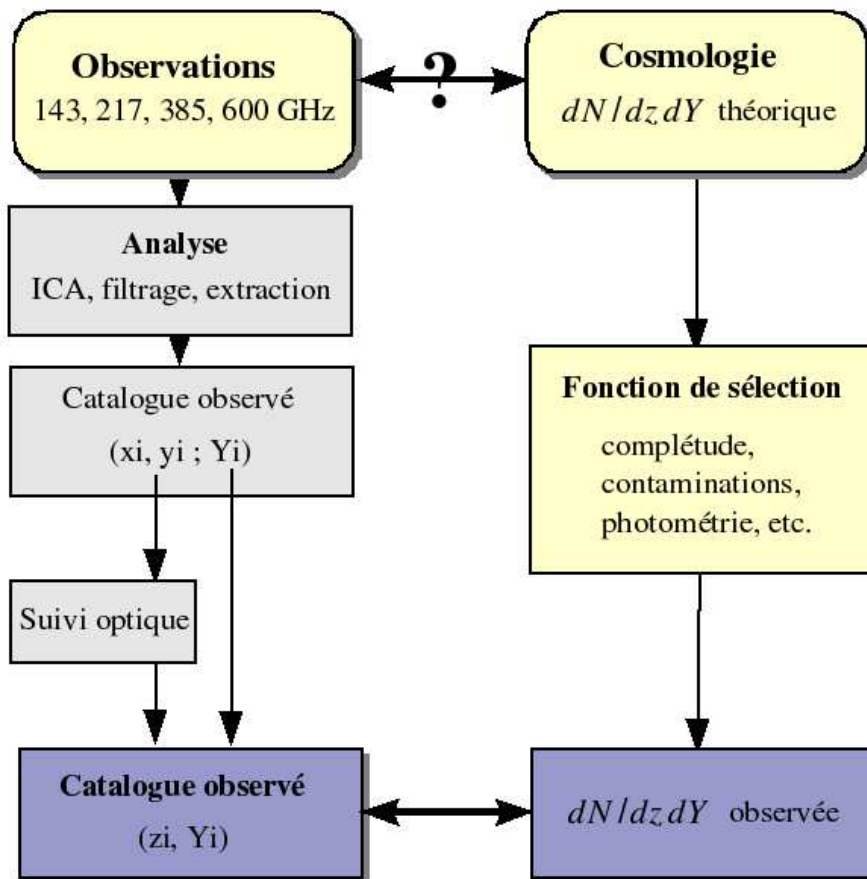 Observations
143, 217, 385, 600 GHz
?
Cosmologie
dN/dz dY théorique
Analyse
ICA, filtrage, extraction
Catalogue observé
(xi, yi ; Yi)
Fonction de sélection
complétude,
contaminations,
photométrie, etc.
Suivi optique
Catalogue observé
(zi, Yi)
dN/dz dY observée